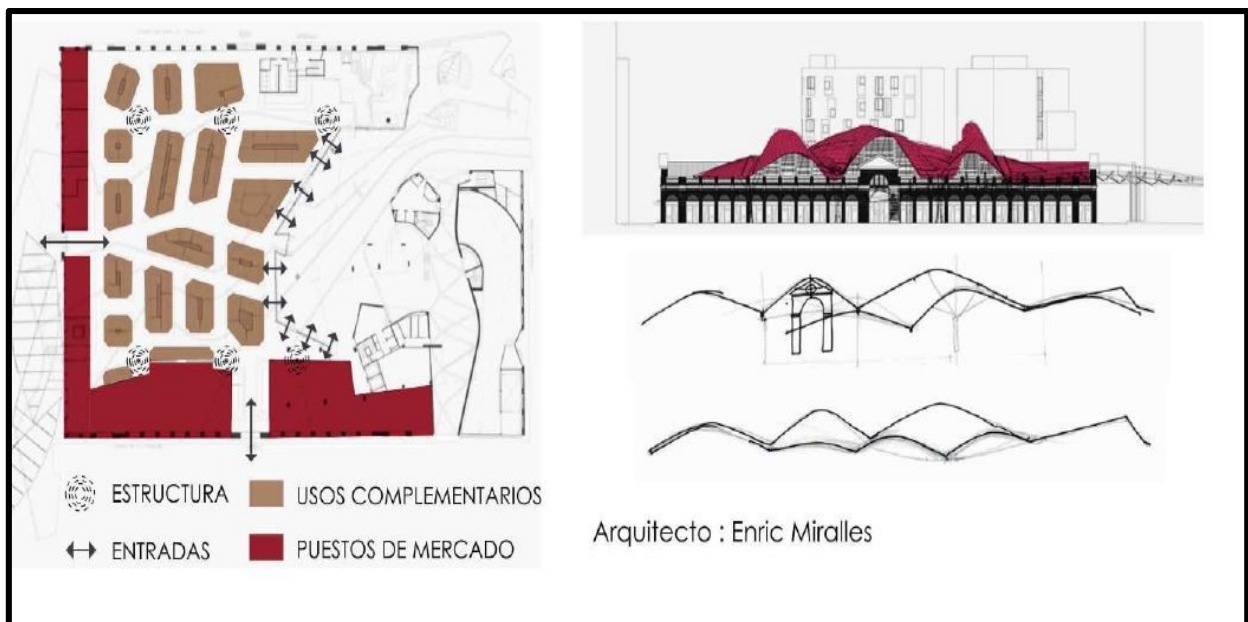 ESTRUCTURA
USOS COMPLEMENTARIOS
ENTRADAS
PUESTOS DE MERCADO
Arquitecto : Enric Miralles